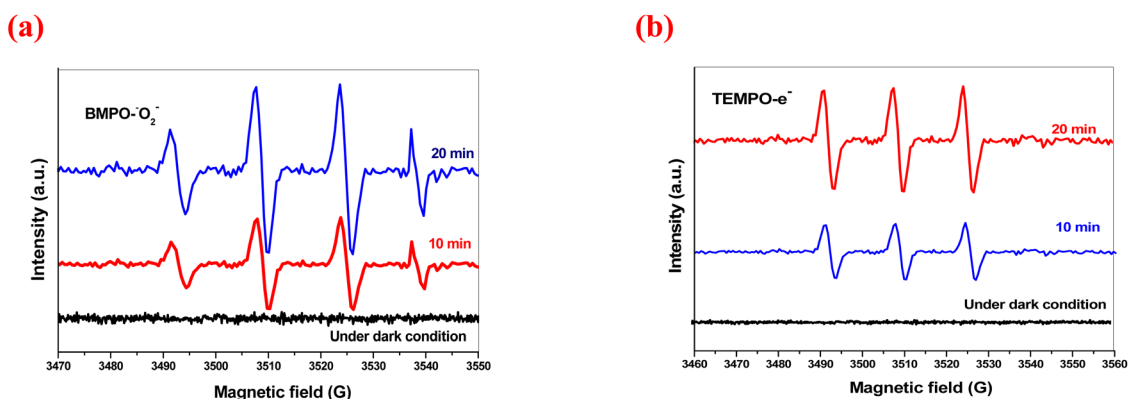 (a)
BMPO-·O₂⁻
20 min
10 min
Under dark condition
Intensity (a.u.)
3470 3480 3490 3500 3510 3520 3530 3540 3550
Magnetic field (G)
(b)
TEMPO-e⁻
20 min
10 min
Under dark condition
Intensity (a.u.)
3460 3470 3480 3490 3500 3510 3520 3530 3540 3550 3560
Magnetic field (G)